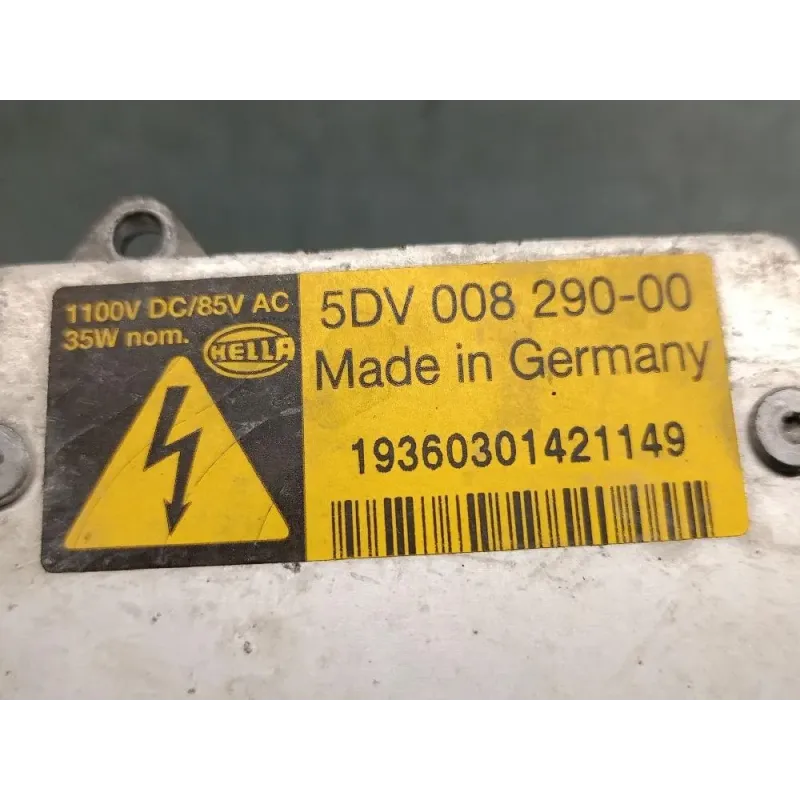 1100V DC/85V AC
35W nom.
HELLA
5DV 008 290-00
Made in Germany
19360301421149